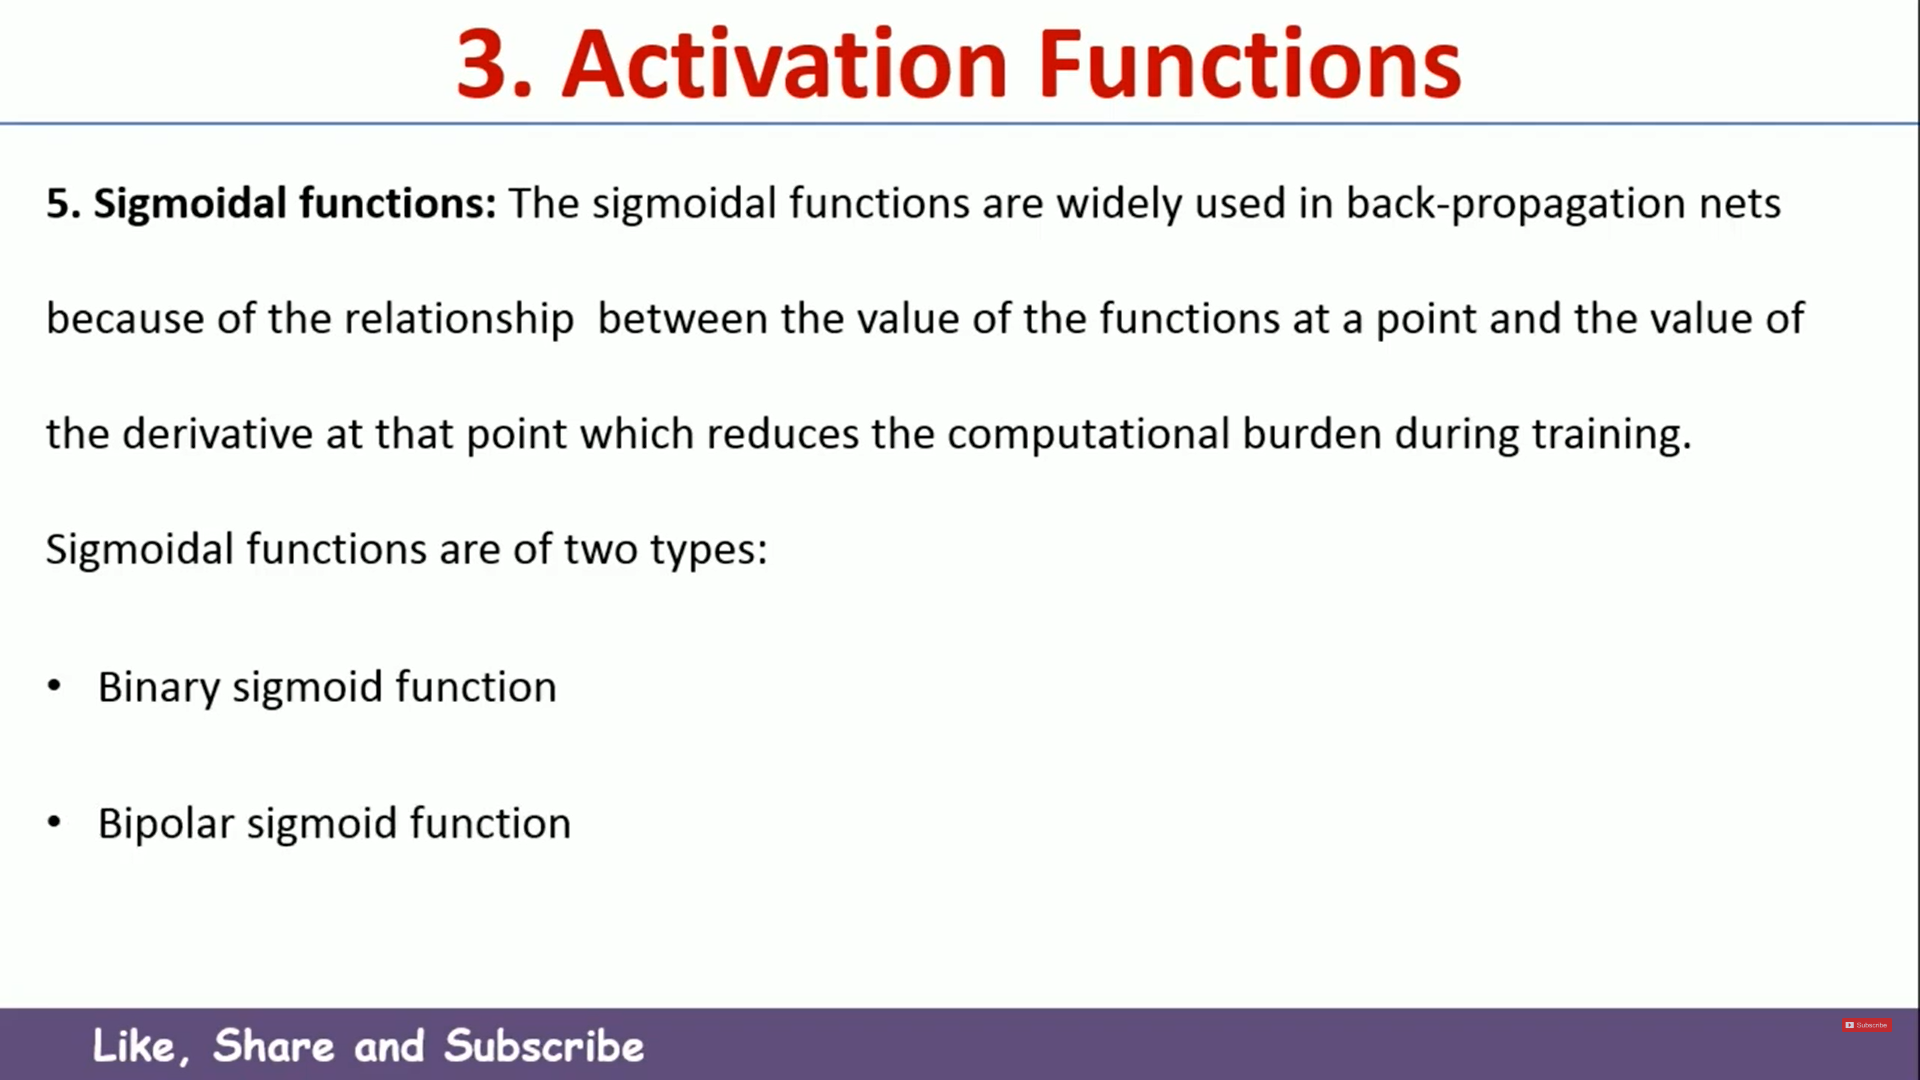 3. Activation Functions
5. Sigmoidal functions: The sigmoidal functions are widely used in back-propagation nets
because of the relationship  between the value of the functions at a point and the value of
the derivative at that point which reduces the computational burden during training.
Sigmoidal functions are of two types:
• Binary sigmoid function
• Bipolar sigmoid function
Like, Share and Subscribe
Subscribe